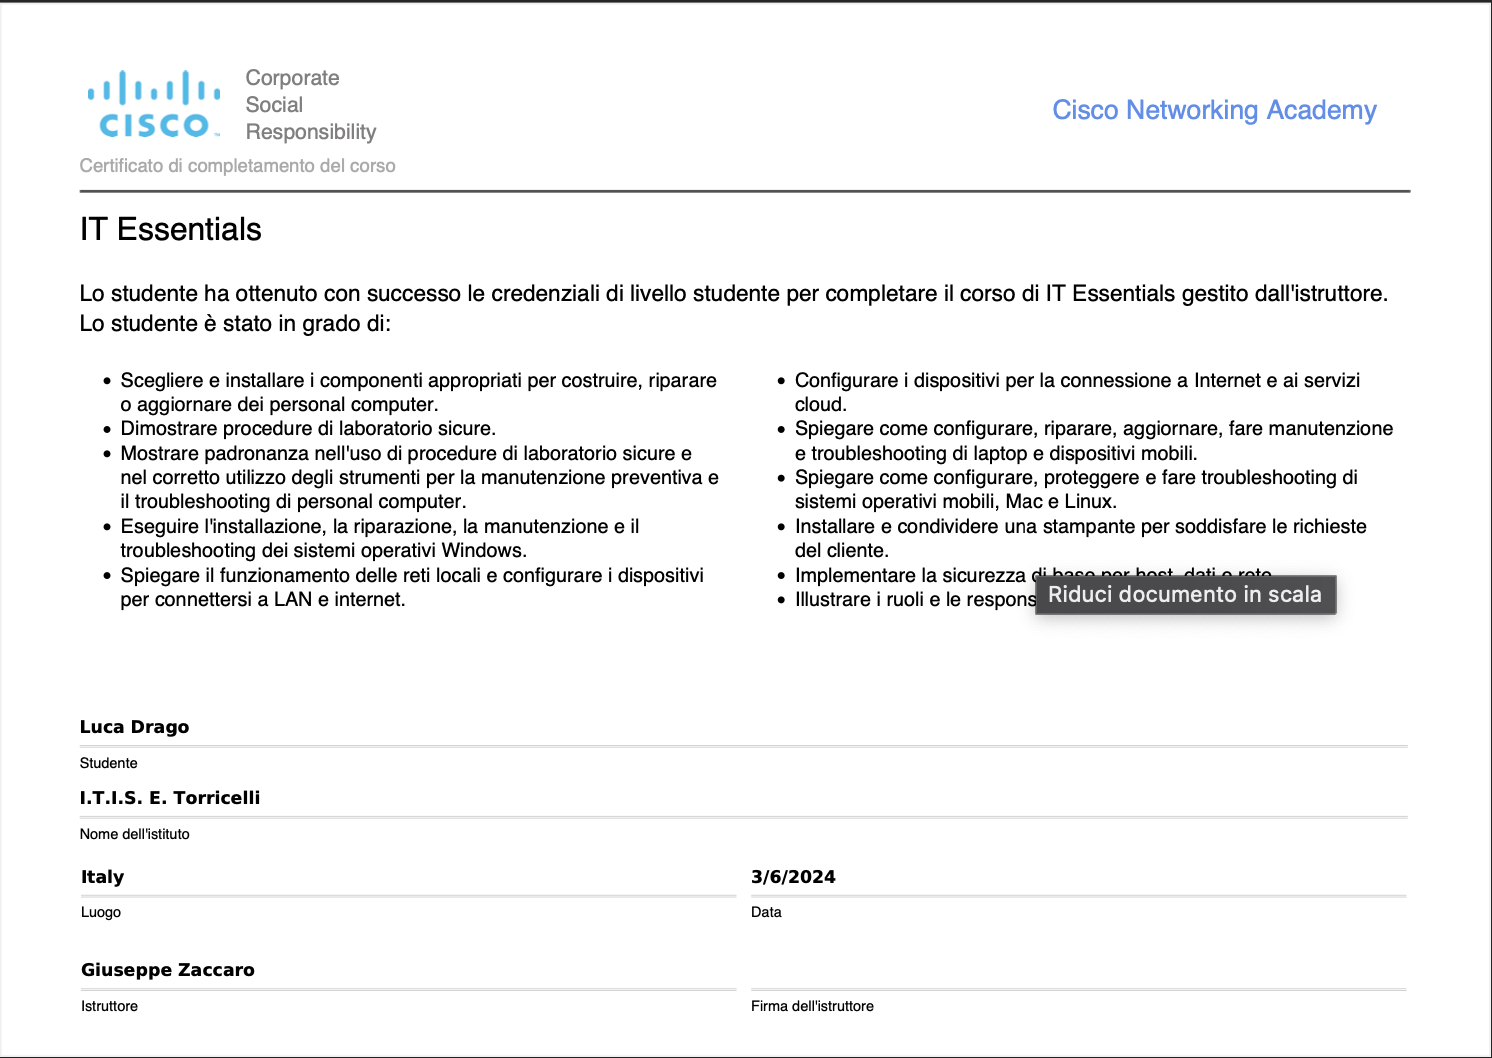 Corporate
Social
Responsibility
CISCO
Cisco Networking Academy
Certificato di completamento del corso
IT Essentials
Lo studente ha ottenuto con successo le credenziali di livello studente per completare il corso di IT Essentials gestito dall'istruttore.
Lo studente è stato in grado di:
• Scegliere e installare i componenti appropriati per costruire, riparare
o aggiornare dei personal computer.
• Dimostrare procedure di laboratorio sicure.
• Mostrare padronanza nell'uso di procedure di laboratorio sicure e
nel corretto utilizzo degli strumenti per la manutenzione preventiva e
il troubleshooting di personal computer.
• Eseguire l'installazione, la riparazione, la manutenzione e il
troubleshooting dei sistemi operativi Windows.
• Spiegare il funzionamento delle reti locali e configurare i dispositivi
per connettersi a LAN e internet.
• Configurare i dispositivi per la connessione a Internet e ai servizi
cloud.
• Spiegare come configurare, riparare, aggiornare, fare manutenzione
e troubleshooting di laptop e dispositivi mobili.
• Spiegare come configurare, proteggere e fare troubleshooting di
sistemi operativi mobili, Mac e Linux.
• Installare e condividere una stampante per soddisfare le richieste
del cliente.
• Implementare la sicurezza di base per host, dati e rete
• Illustrare i ruoli e le respons
Riduci documento in scala
Luca Drago
Studente
I.T.I.S. E. Torricelli
Nome dell'istituto
Italy
Luogo
3/6/2024
Data
Giuseppe Zaccaro
Istruttore
Firma dell'istruttore